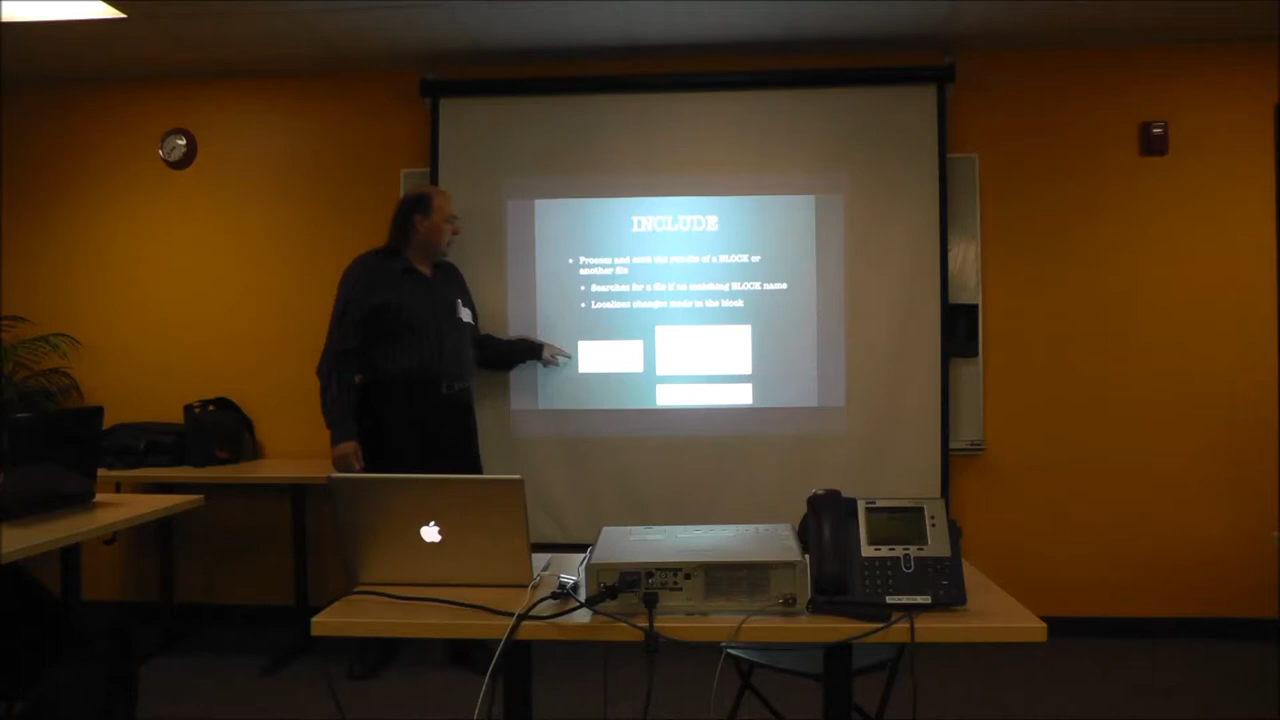 INCLUDE
• Process and emit the results of a BLOCK or
another file
• Searches for a file if no matching BLOCK name
• Localizes changes made in the block